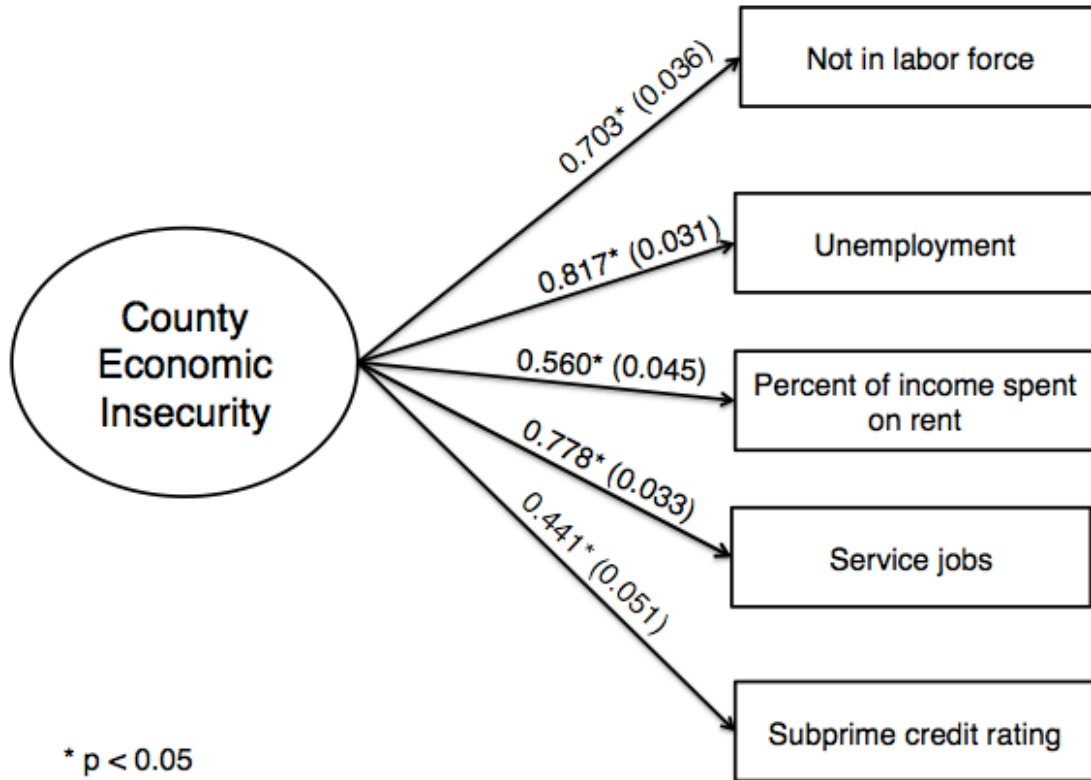 0.703* (0.036)
Not in labor force
0.817* (0.031)
Unemployment
County
Economic
Insecurity
0.560* (0.045)
Percent of income spent
on rent
0.778* (0.033)
Service jobs
0.441* (0.051)
Subprime credit rating
* p < 0.05